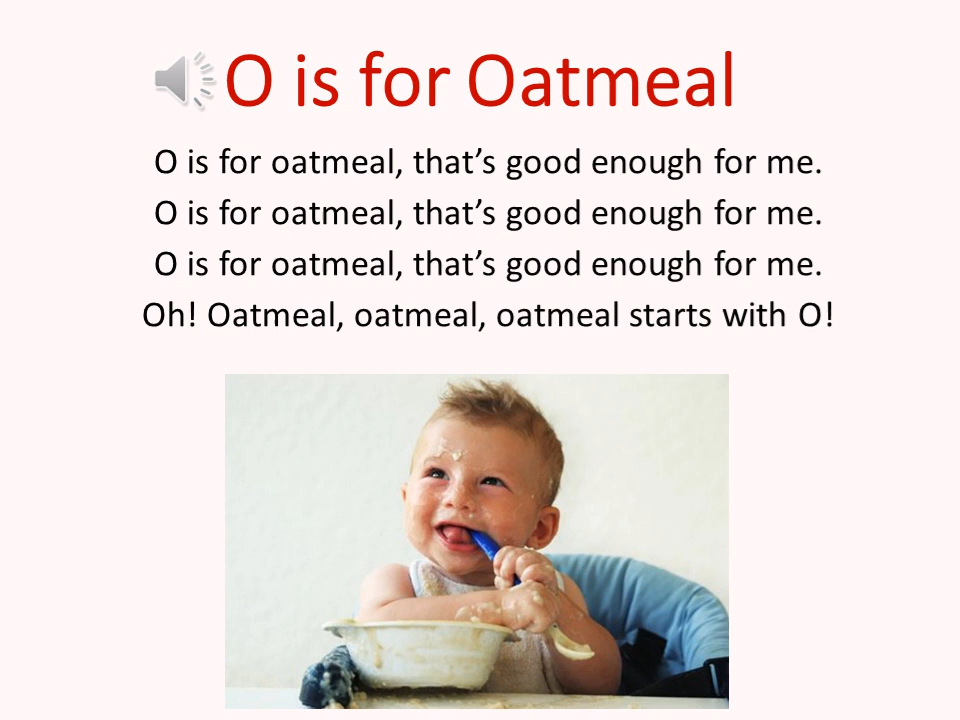 O is for Oatmeal
O is for oatmeal, that’s good enough for me.
O is for oatmeal, that’s good enough for me.
O is for oatmeal, that’s good enough for me.
Oh! Oatmeal, oatmeal, oatmeal starts with O!